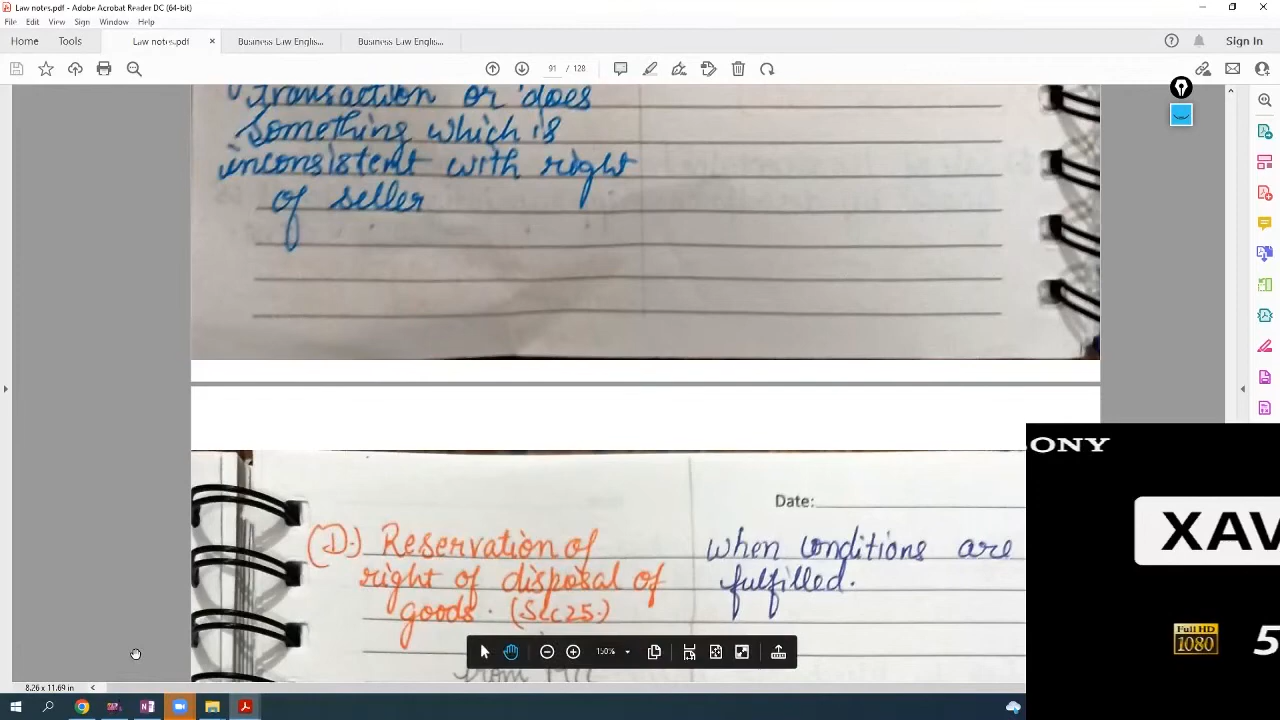 Law notes.pdf - Adobe Acrobat Reader DC (64-bit)
File Edit View Sign Window Help
Home Tools Law notes.pdf × Business Law Englis... Business Law Englis... Sign In
91 / 128
transaction or does
something which is
inconsistent with right
of seller
ONY
XAV
Full HD
1080
5
Date:
(D.) Reservation of
right of disposal of
goods. (Sec 25.)
when conditions are
fulfilled.
150%
8.26 x 11.69 in